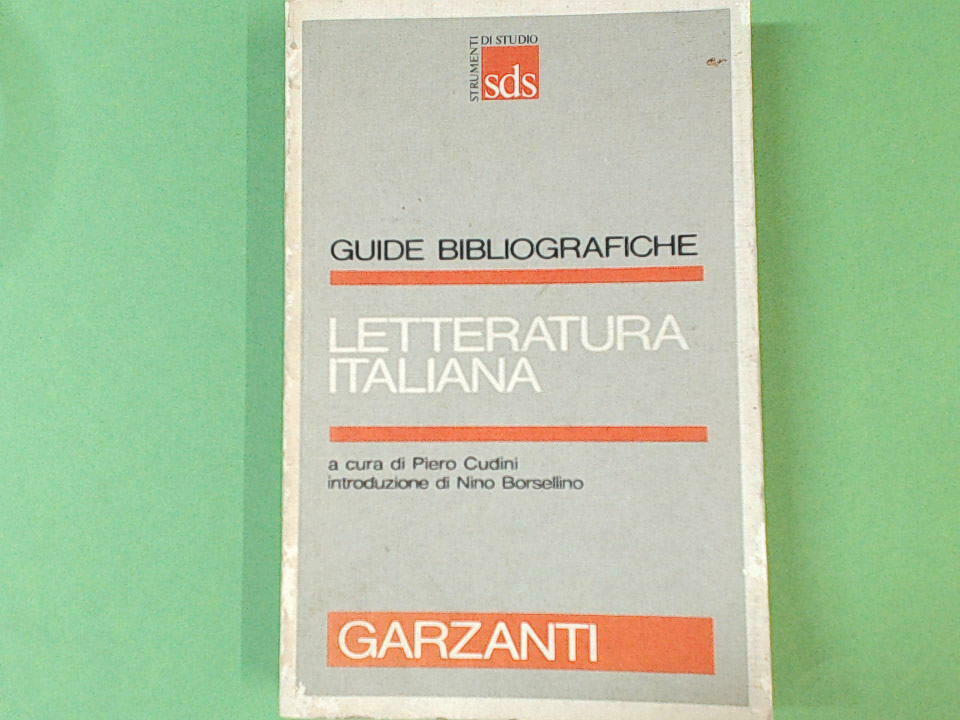 STRUMENTI
DI STUDIO
sds
GUIDE BIBLIOGRAFICHE
LETTERATURA
ITALIANA
a cura di Piero Cudini
introduzione di Nino Borsellino
GARZANTI